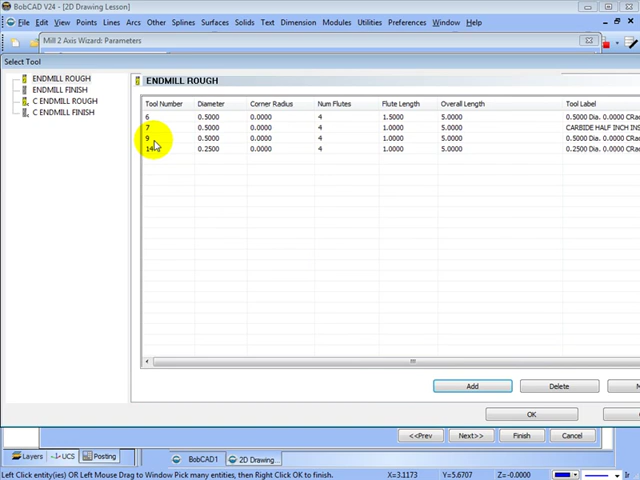 BobCAD V24 - [2D Drawing Lesson]
File Edit View Points Lines Arcs Other Splines Surfaces Solids Text Dimension Modules Utilities Preferences Window Help
Mill 2 Axis Wizard: Parameters
Select Tool
ENDMILL ROUGH
ENDMILL FINISH
C ENDMILL ROUGH
C ENDMILL FINISH
ENDMILL ROUGH
Tool Number Diameter Corner Radius Num Flutes Flute Length Overall Length Tool Label
6 0.5000 0.0000 4 1.5000 5.0000 0.5000 Dia. 0.0000 CRa
7 0.5000 0.0000 4 1.0000 5.0000 CARBIDE HALF INCH INS
9 0.5000 0.0000 4 1.0000 5.0000 0.5000 Dia. 0.0000 CRa
14 0.2500 0.0000 4 1.0000 5.0000 0.2500 Dia. 0.0000 CRa
Add Delete
OK
<<Prev Next>> Finish Cancel
Layers UCS Posting BobCAD1 2D Drawing...
Left Click entity(ies) OR Left Mouse Drag to Window Pick many entities, then Right Click OK to finish. X=3.1173 Y=5.6707 Z=-0.0000